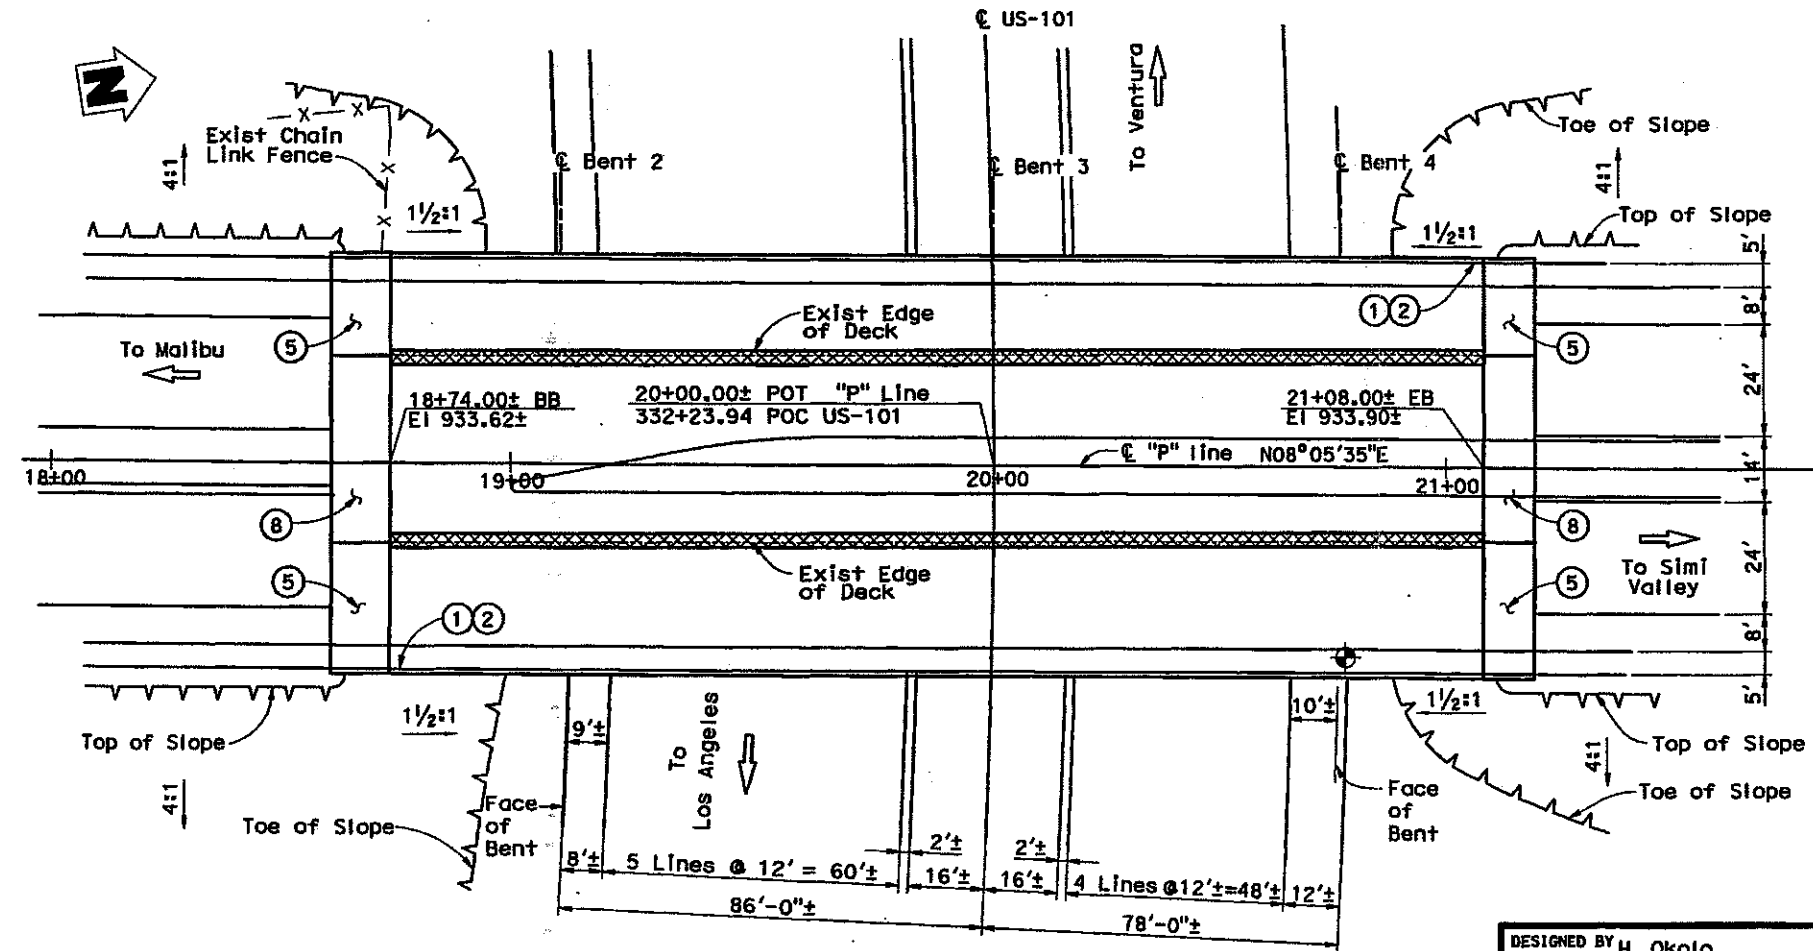 ℄ US-101
N
To Ventura
Exist Chain
Link Fence
4:1
1½:1
℄ Bent 2
℄ Bent 3
℄ Bent 4
Toe of Slope
4:1
Top of Slope
1½:1
5'
① ②
8'
Exist Edge
of Deck
⑤
⑤
To Malibu
24'
18+74.00± BB
El 933.62±
20+00.00± POT "P" Line
332+23.94 POC US-101
21+08.00± EB
El 933.90±
℄ "P" line N08°05'35"E
14'
18+00
19+00
20+00
21+00
⑧
⑧
24'
To Simi
Valley
Exist Edge
of Deck
⑤
⑤
① ②
8'
5'
1½:1
9'±
To
Los Angeles
10'±
1½:1
Top of Slope
Top of Slope
4:1
4:1
Toe of Slope
Face
of
Bent
Face
of
Bent
Toe of Slope
2'±
2'±
8'±
5 Lines @ 12' = 60'±
16'±
16'±
4 Lines @12'±=48'±
12'±
86'-0"±
78'-0"±
DESIGNED BY H. Okolo